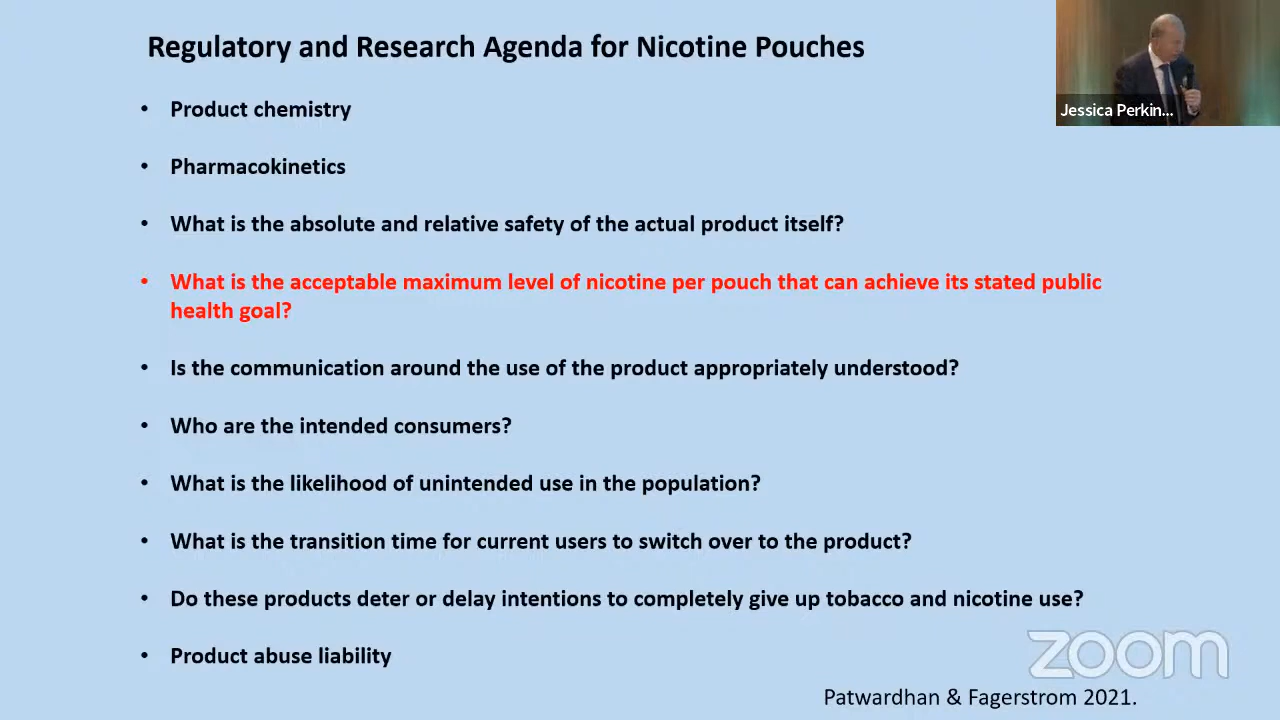 Regulatory and Research Agenda for Nicotine Pouches
Jessica Perkin...
• Product chemistry
• Pharmacokinetics
• What is the absolute and relative safety of the actual product itself?
• What is the acceptable maximum level of nicotine per pouch that can achieve its stated public
health goal?
• Is the communication around the use of the product appropriately understood?
• Who are the intended consumers?
• What is the likelihood of unintended use in the population?
• What is the transition time for current users to switch over to the product?
• Do these products deter or delay intentions to completely give up tobacco and nicotine use?
• Product abuse liability
zoom
Patwardhan & Fagerstrom 2021.